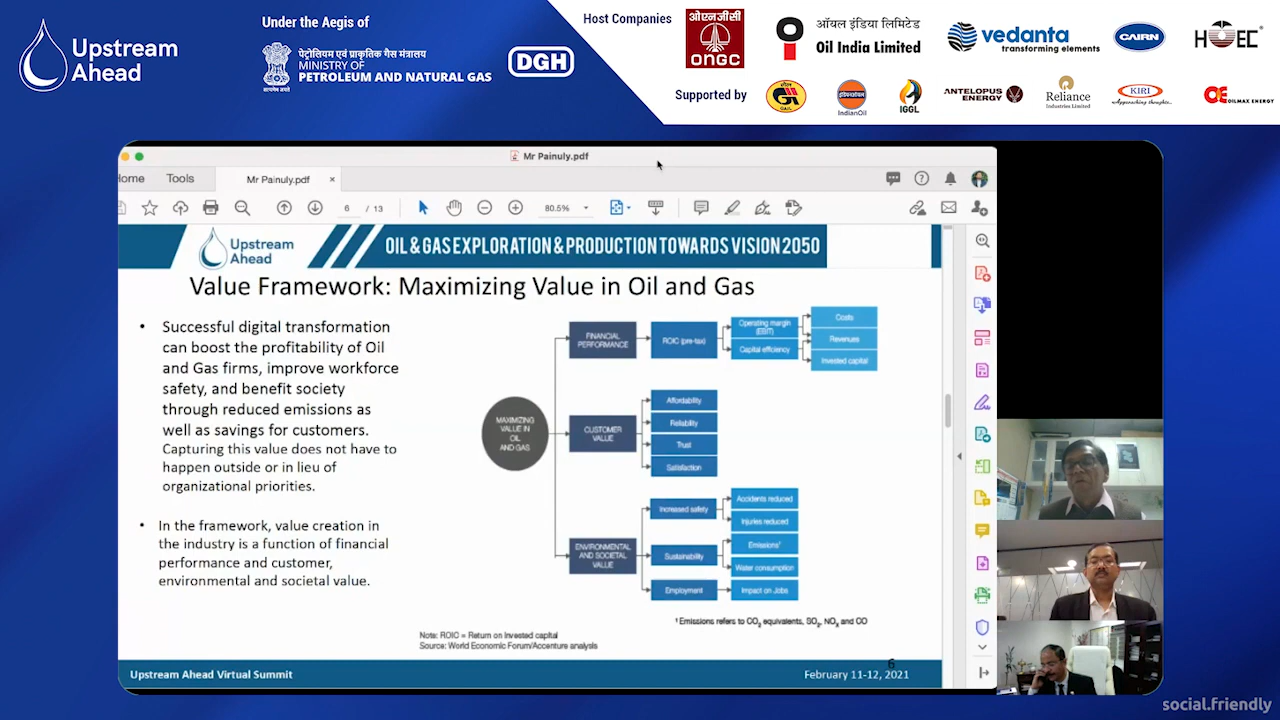 Upstream
Ahead
Under the Aegis of
पेट्रोलियम एवं प्राकृतिक गैस मंत्रालय
MINISTRY OF
PETROLEUM AND NATURAL GAS
सत्यमेव जयते
DGH
Host Companies
ओएनजीसी
ONGC
ऑयल इंडिया लिमिटेड
Oil India Limited
vedanta
transforming elements
CAIRN
HOEC
Supported by
GAIL
इंडियनऑयल
IndianOil
IGGL
ANTELOPUS
ENERGY
Reliance
Industries Limited
KIRI
Approaching thoughts..
OILMAX ENERGY
Mr Painuly.pdf
Home
Tools
Mr Painuly.pdf
×
6 / 13
80.5%
Upstream
Ahead
OIL & GAS EXPLORATION & PRODUCTION TOWARDS VISION 2050
Value Framework: Maximizing Value in Oil and Gas
• Successful digital transformation
can boost the profitability of Oil
and Gas firms, improve workforce
safety, and benefit society
through reduced emissions as
well as savings for customers.
Capturing this value does not have to
happen outside or in lieu of
organizational priorities.
• In the framework, value creation in
the industry is a function of financial
performance and customer,
environmental and societal value.
MAXIMIZING
VALUE IN
OIL
AND GAS
FINANCIAL
PERFORMANCE
ROIC (pre-tax)
Operating margin
(EBIT)
Capital efficiency
Costs
Revenues
Invested capital
CUSTOMER
VALUE
Affordability
Reliability
Trust
Satisfaction
ENVIRONMENTAL
AND SOCIETAL
VALUE
Increased safety
Accidents reduced
Injuries reduced
Sustainability
Emissions¹
Water consumption
Employment
Impact on Jobs
¹ Emissions refers to CO₂ equivalents, SO₂, NOₓ and CO
Note: ROIC = Return on Invested capital
Source: World Economic Forum/Accenture analysis
6
Upstream Ahead Virtual Summit
February 11-12, 2021
social.friendly